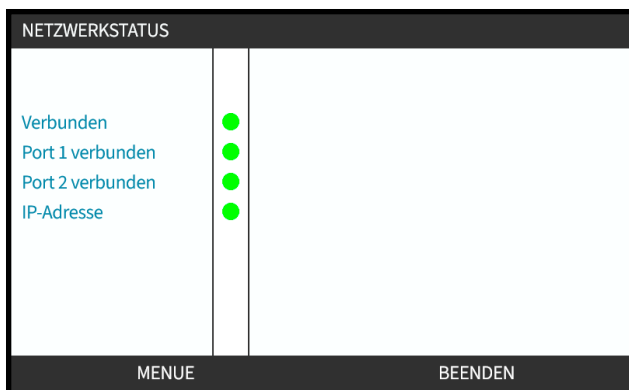 NETZWERKSTATUS
Verbunden
Port 1 verbunden
Port 2 verbunden
IP-Adresse
MENUE BEENDEN